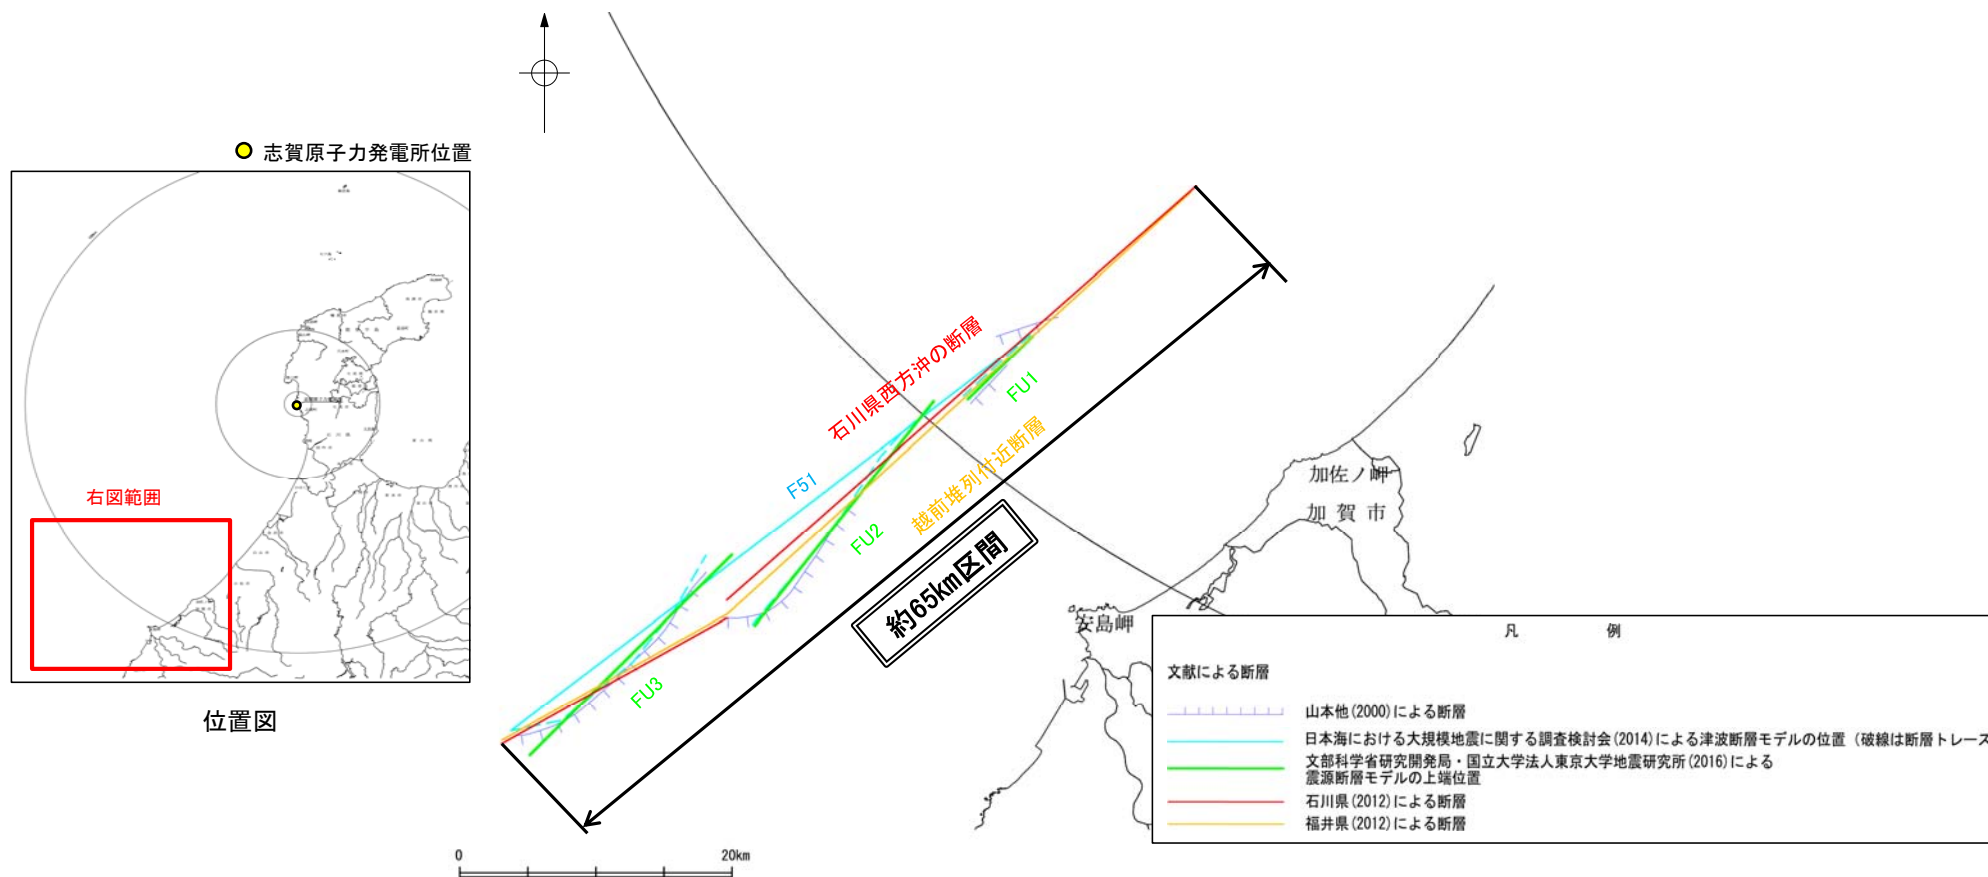 志賀原子力発電所位置
右図範囲
位置図
石川県西方沖の断層
FU1
F51
越前堆列付近断層
FU2
約65km区間
FU3
加佐ノ岬
加賀市
安島岬
凡例
文献による断層
山本他(2000)による断層
日本海における大規模地震に関する調査検討会(2014)による津波断層モデルの位置（破線は断層トレース
文部科学省研究開発局・国立大学法人東京大学地震研究所(2016)による
震源断層モデルの上端位置
石川県(2012)による断層
福井県(2012)による断層
0 20km